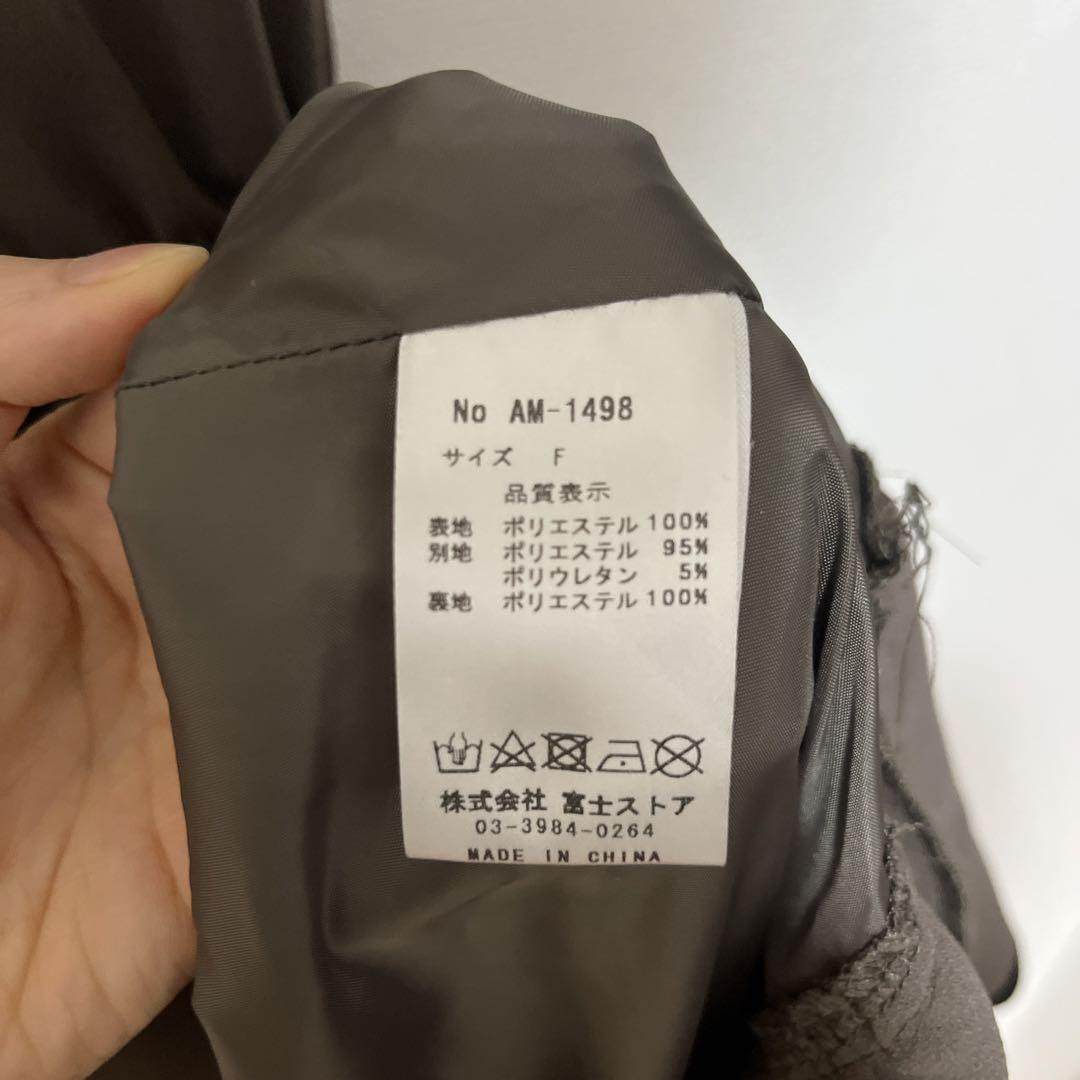 No AM-1498
サイズ F
品質表示
表地 ポリエステル 100%
別地 ポリエステル 95%
ポリウレタン 5%
裏地 ポリエステル 100%
株式会社 富士ストア
03-3984-0264
MADE IN CHINA